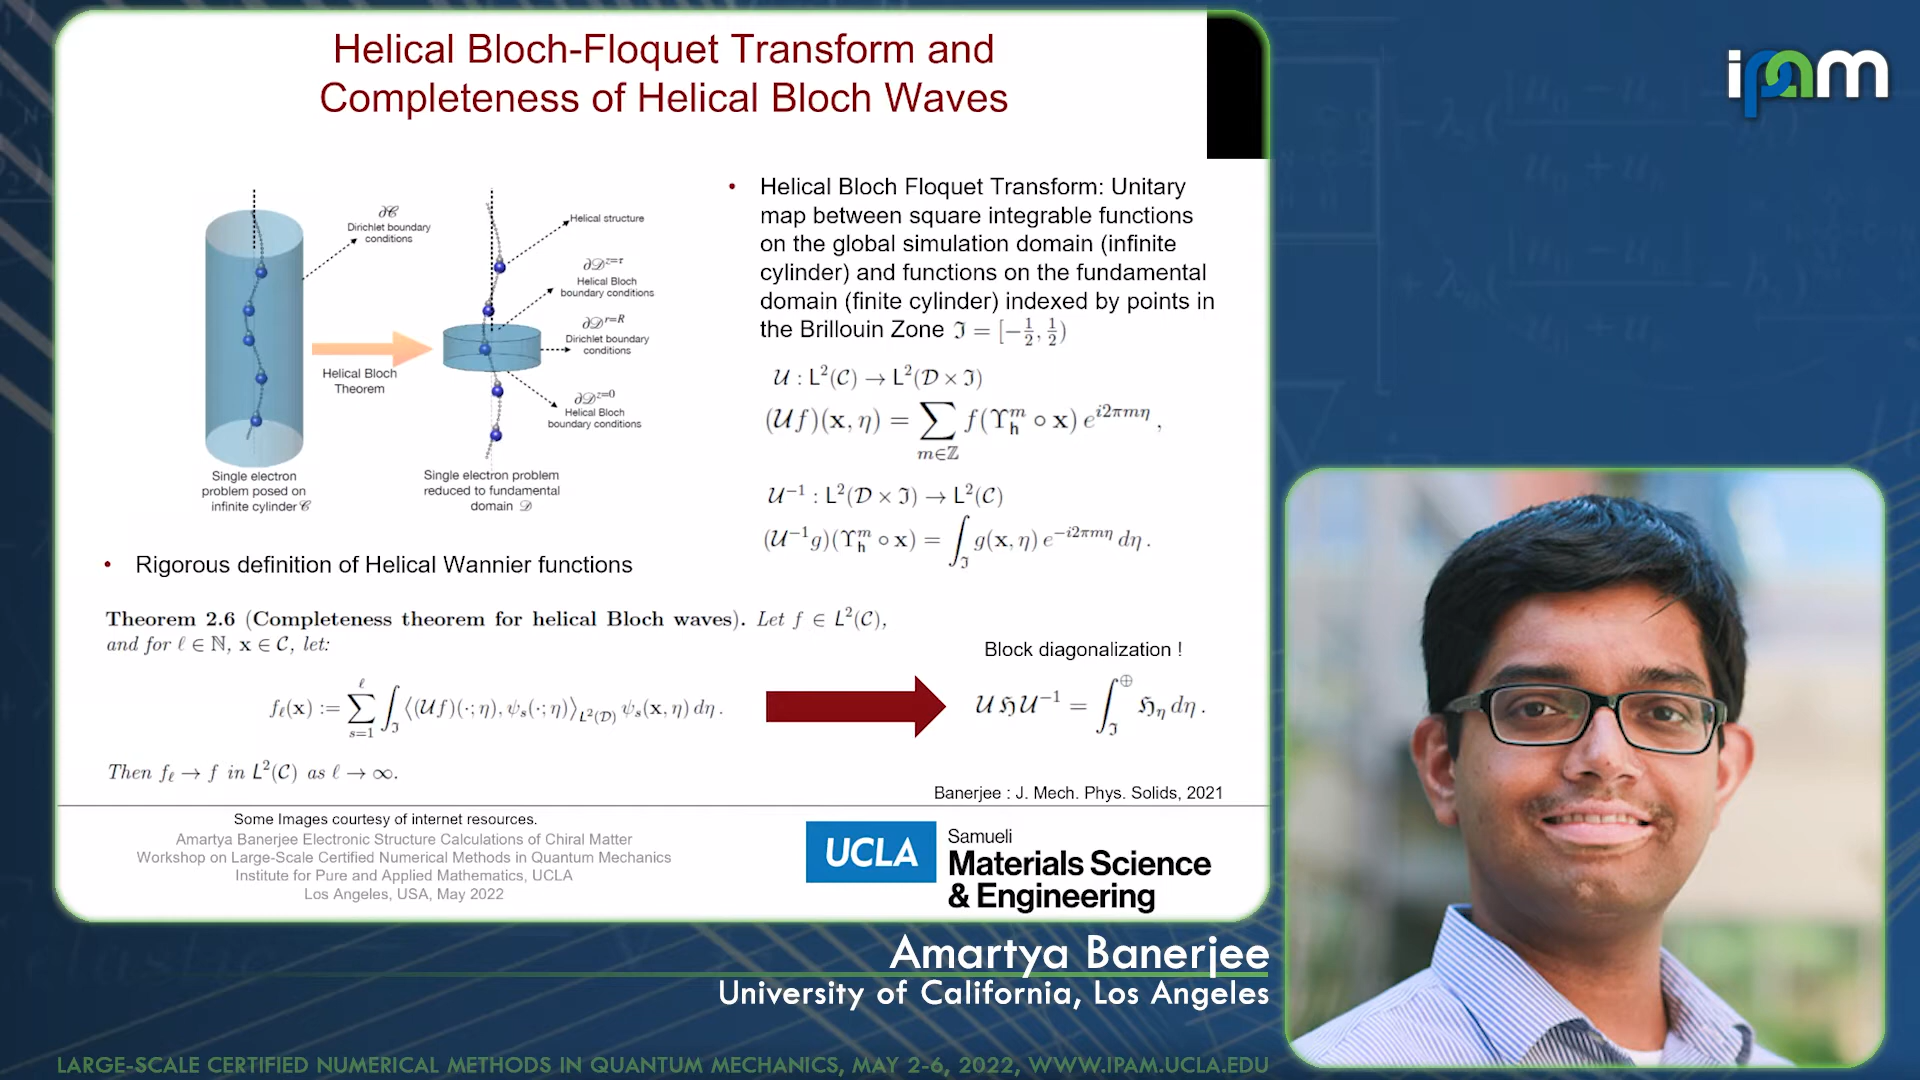 Helical Bloch-Floquet Transform and
Completeness of Helical Bloch Waves
ipam
∂𝒞
Dirichlet boundary
conditions
Helical Bloch
Theorem
Single electron
problem posed on
infinite cylinder 𝒞
Helical structure
∂𝒟^{z=τ}
Helical Bloch
boundary conditions
∂𝒟^{r=R}
Dirichlet boundary
conditions
∂𝒟^{z=0}
Helical Bloch
boundary conditions
Single electron problem
reduced to fundamental
domain 𝒟
• Helical Bloch Floquet Transform: Unitary
map between square integrable functions
on the global simulation domain (infinite
cylinder) and functions on the fundamental
domain (finite cylinder) indexed by points in
the Brillouin Zone ℑ = [−1/2, 1/2)
𝒰 : L²(𝒞) → L²(𝒟 × ℑ)
(𝒰f)(x, η) = ∑_{m∈ℤ} f(Υ_h^m ∘ x) e^{i2πmη} ,
𝒰⁻¹ : L²(𝒟 × ℑ) → L²(𝒞)
(𝒰⁻¹g)(Υ_h^m ∘ x) = ∫_ℑ g(x, η) e^{−i2πmη} dη .
• Rigorous definition of Helical Wannier functions
Theorem 2.6 (Completeness theorem for helical Bloch waves). Let f ∈ L²(𝒞),
and for ℓ ∈ ℕ, x ∈ 𝒞, let:
f_ℓ(x) := ∑_{s=1}^{ℓ} ∫_ℑ ⟨(𝒰f)(·; η), ψ_s(·; η)⟩_{L²(𝒟)} ψ_s(x, η) dη .
Then f_ℓ → f in L²(𝒞) as ℓ → ∞.
Block diagonalization !
𝒰 ℌ 𝒰⁻¹ = ∫_ℑ^⊕ ℌ_η dη .
Banerjee : J. Mech. Phys. Solids, 2021
Some Images courtesy of internet resources.
Amartya Banerjee Electronic Structure Calculations of Chiral Matter
Workshop on Large-Scale Certified Numerical Methods in Quantum Mechanics
Institute for Pure and Applied Mathematics, UCLA
Los Angeles, USA, May 2022
UCLA
Samueli
Materials Science
& Engineering
Amartya Banerjee
University of California, Los Angeles
LARGE-SCALE CERTIFIED NUMERICAL METHODS IN QUANTUM MECHANICS, MAY 2-6, 2022, WWW.IPAM.UCLA.EDU